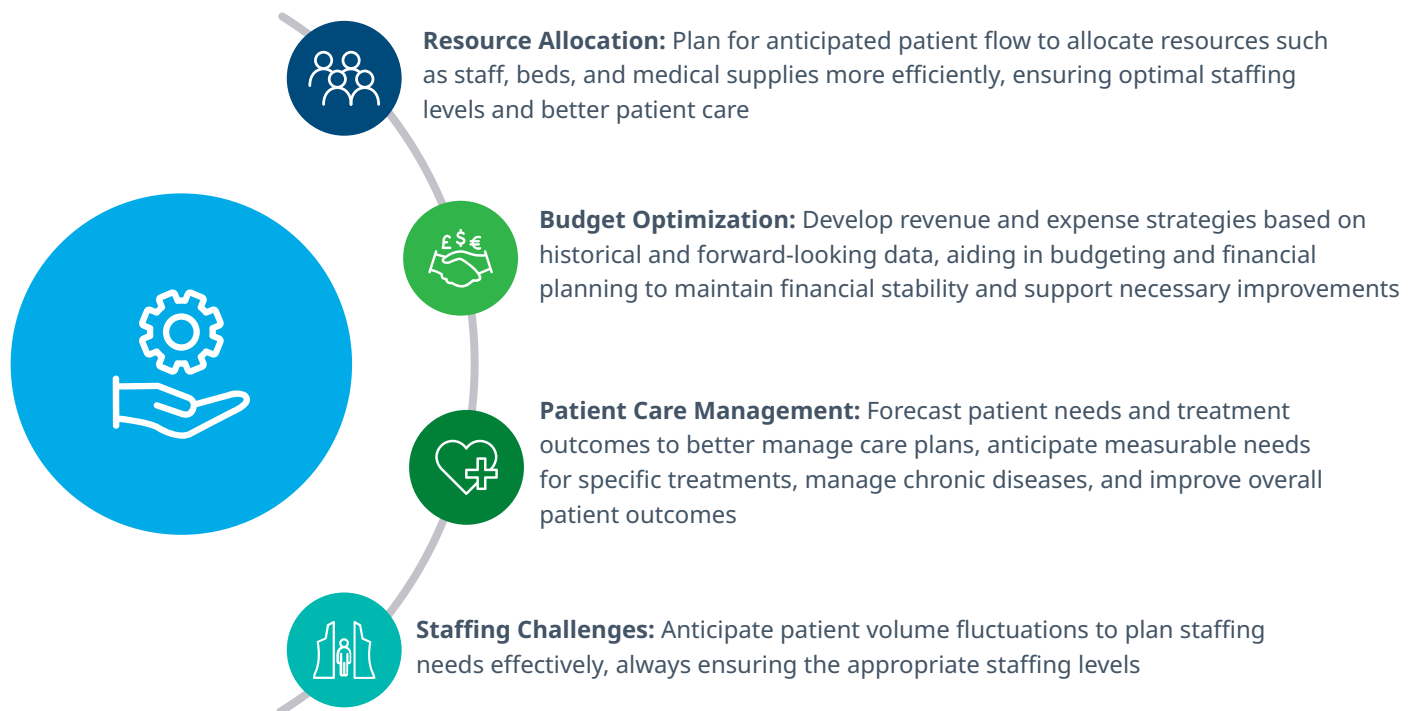 Resource Allocation: Plan for anticipated patient flow to allocate resources such
as staff, beds, and medical supplies more efficiently, ensuring optimal staffing
levels and better patient care
£ $ €
Budget Optimization: Develop revenue and expense strategies based on
historical and forward-looking data, aiding in budgeting and financial
planning to maintain financial stability and support necessary improvements
Patient Care Management: Forecast patient needs and treatment
outcomes to better manage care plans, anticipate measurable needs
for specific treatments, manage chronic diseases, and improve overall
patient outcomes
Staffing Challenges: Anticipate patient volume fluctuations to plan staffing
needs effectively, always ensuring the appropriate staffing levels